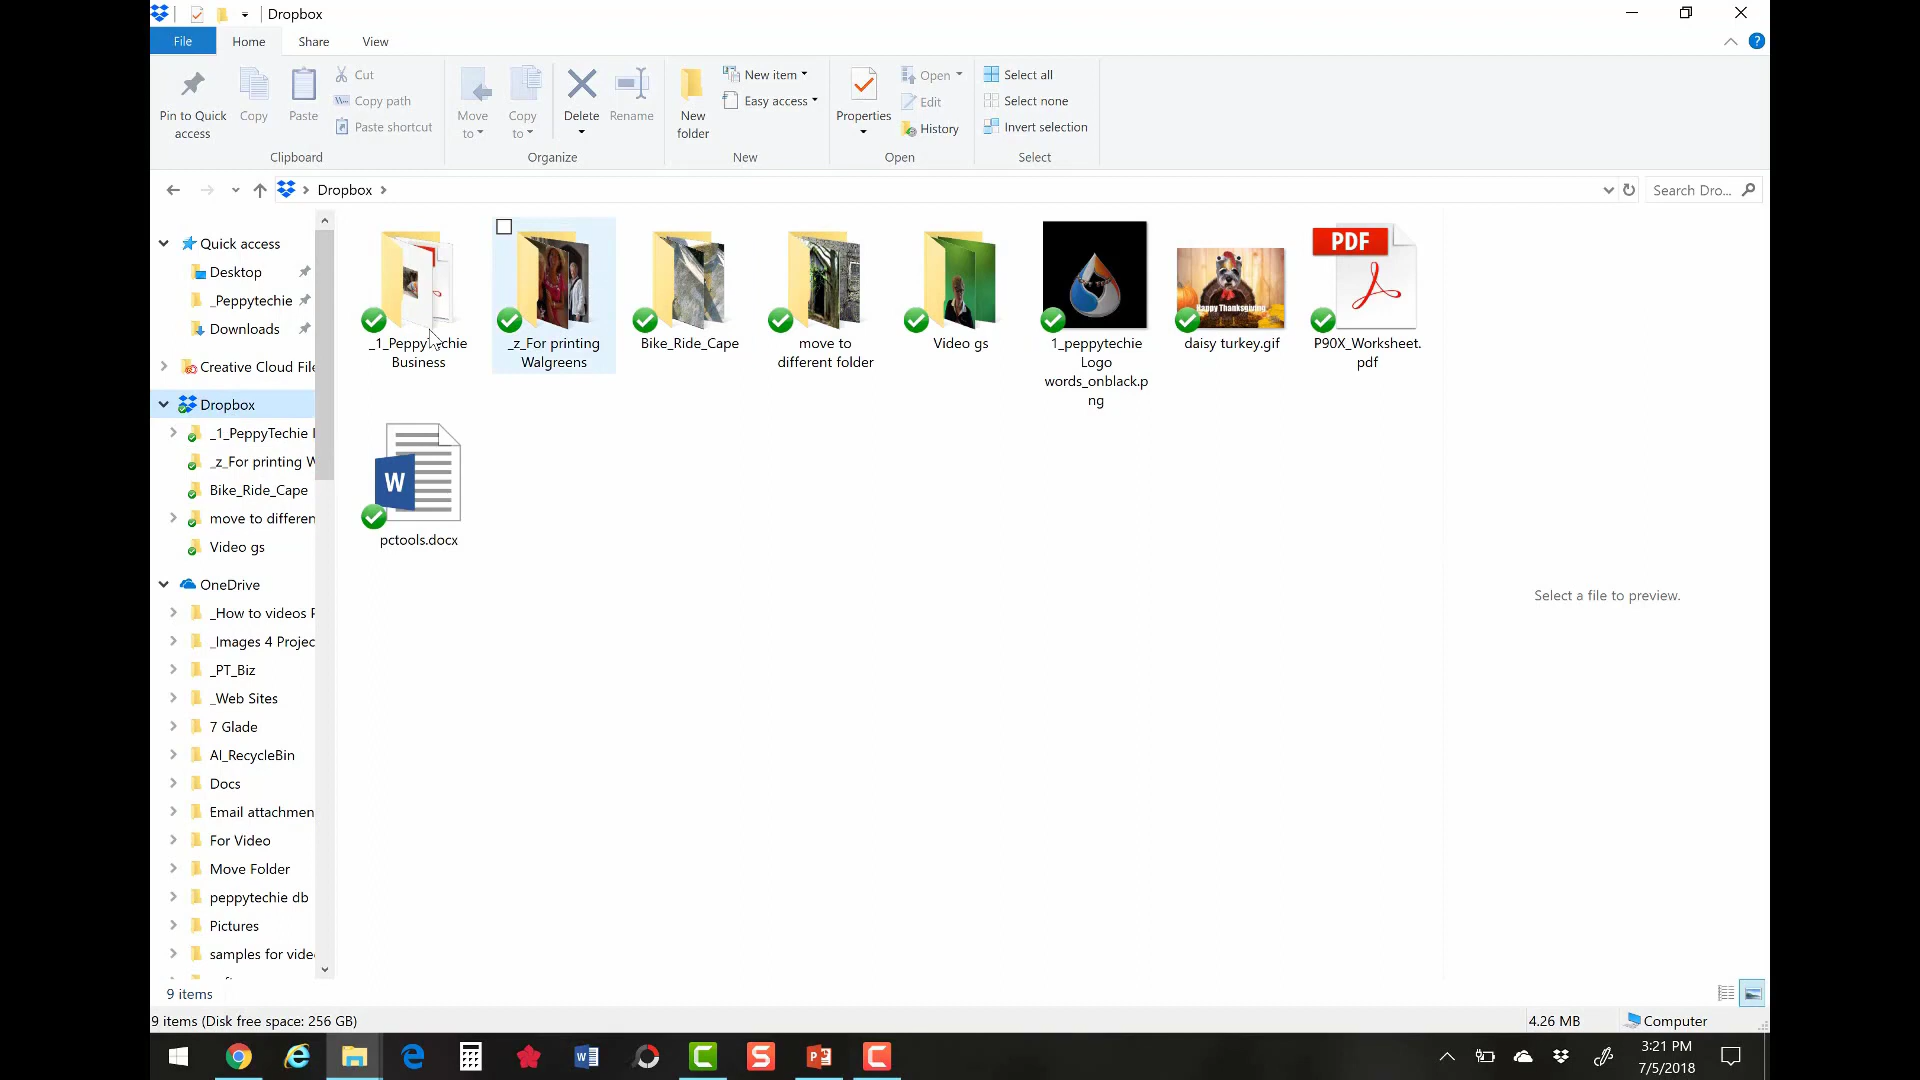 Dropbox
File
Home
Share
View
Pin to Quick
access
Copy
Paste
Cut
Copy path
Paste shortcut
Clipboard
Move
to
Copy
to
Delete
Rename
Organize
New
folder
New item
Easy access
New
Properties
Open
Edit
History
Open
Select all
Select none
Invert selection
Select
Dropbox
Search Dro...
Quick access
Desktop
_Peppytechie
Downloads
Creative Cloud File
Dropbox
_1_PeppyTechie
_z_For printing W
Bike_Ride_Cape
move to differen
Video gs
OneDrive
_How to videos
_Images 4 Projec
_PT_Biz
_Web Sites
7 Glade
AI_RecycleBin
Docs
Email attachmen
For Video
Move Folder
peppytechie db
Pictures
samples for vide
_1_PeppyTechie
Business
_z_For printing
Walgreens
Bike_Ride_Cape
move to
different folder
Video gs
1_peppytechie
Logo
words_onblack.p
ng
Happy Thanksgiving
daisy turkey.gif
PDF
P90X_Worksheet.
pdf
W
pctools.docx
Select a file to preview.
9 items
9 items (Disk free space: 256 GB)
4.26 MB
Computer
3:21 PM
7/5/2018